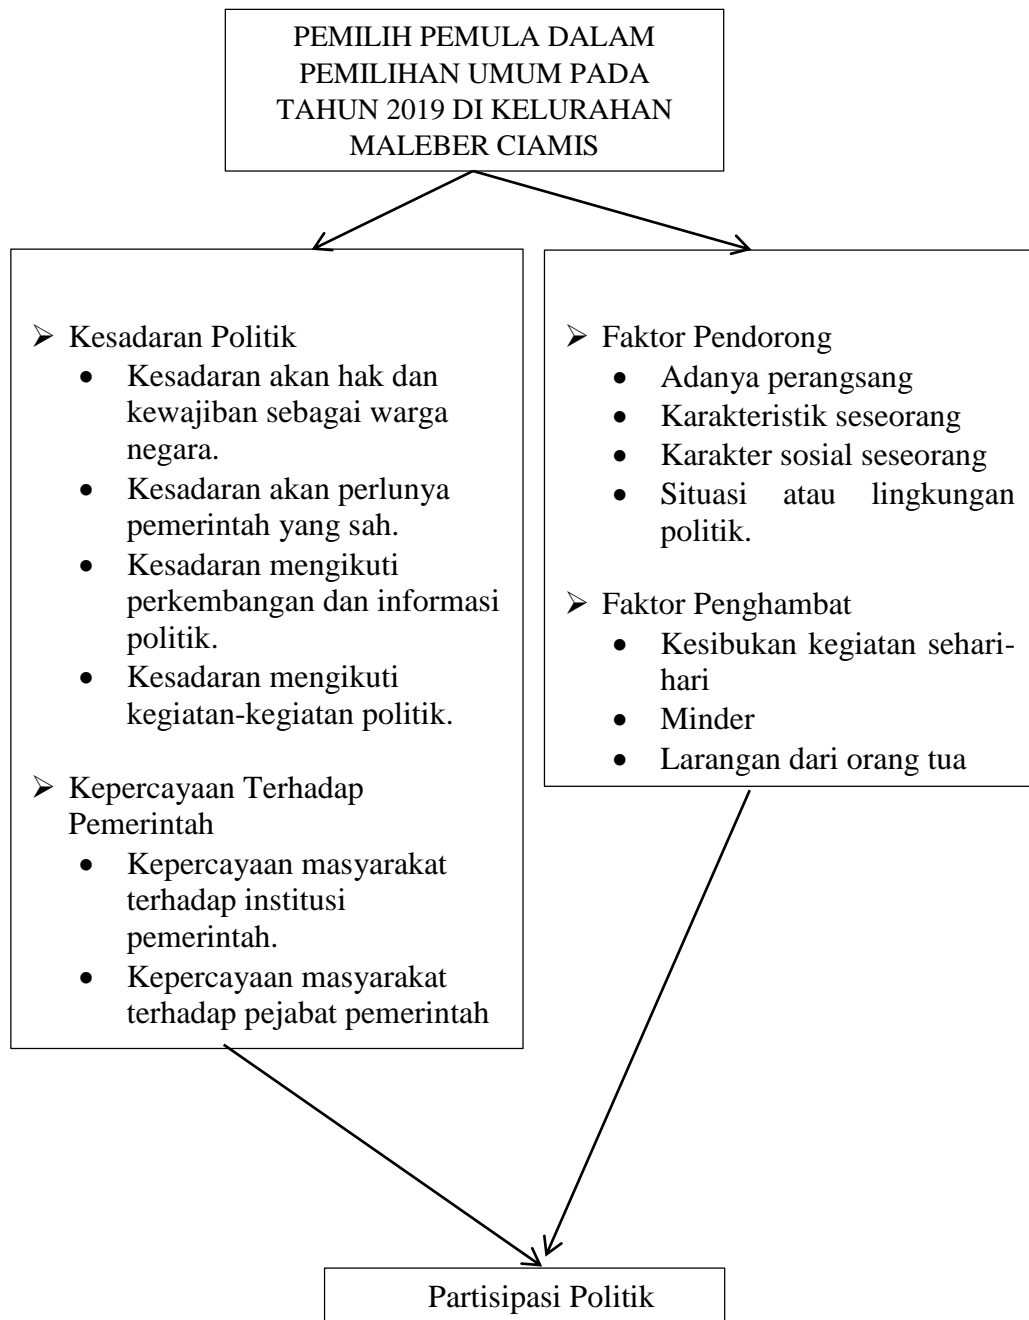 PEMILIH PEMULA DALAM
PEMILIHAN UMUM PADA
TAHUN 2019 DI KELURAHAN
MALEBER CIAMIS
➢ Kesadaran Politik
• Kesadaran akan hak dan
kewajiban sebagai warga
negara.
• Kesadaran akan perlunya
pemerintah yang sah.
• Kesadaran mengikuti
perkembangan dan informasi
politik.
• Kesadaran mengikuti
kegiatan-kegiatan politik.
➢ Kepercayaan Terhadap
Pemerintah
• Kepercayaan masyarakat
terhadap institusi
pemerintah.
• Kepercayaan masyarakat
terhadap pejabat pemerintah
➢ Faktor Pendorong
• Adanya perangsang
• Karakteristik seseorang
• Karakter sosial seseorang
• Situasi atau lingkungan
politik.
➢ Faktor Penghambat
• Kesibukan kegiatan sehari-
hari
• Minder
• Larangan dari orang tua
Partisipasi Politik